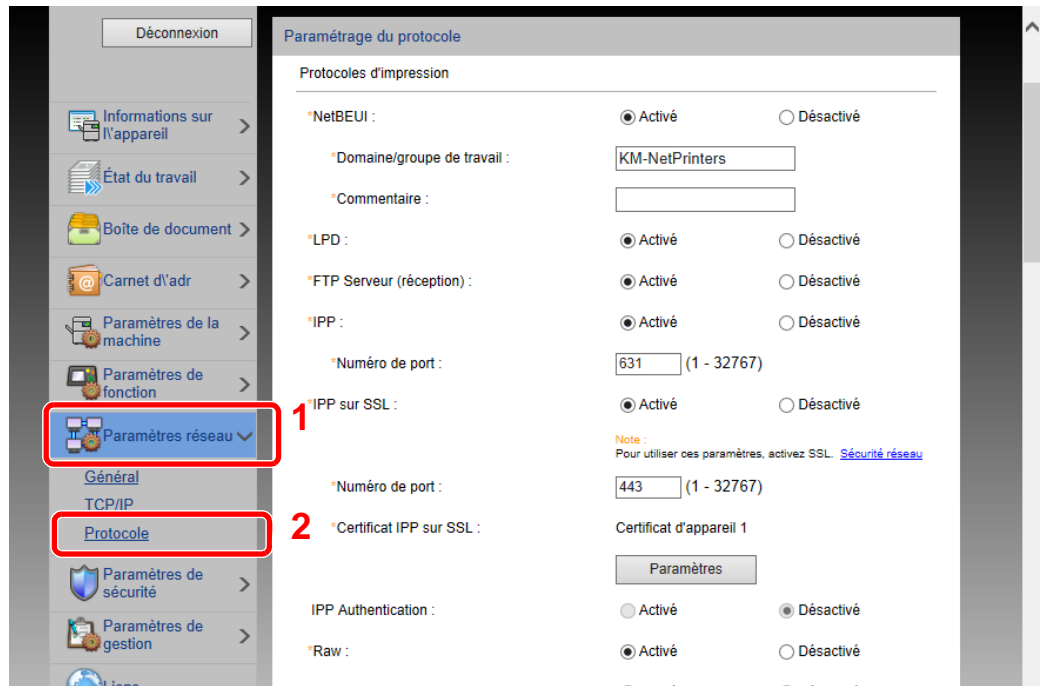 Déconnexion
Informations sur
l\'appareil
État du travail
Boîte de document
Carnet d\'adr
Paramètres de la
machine
Paramètres de
fonction
Paramètres réseau
1
Général
TCP/IP
Protocole
2
Paramètres de
sécurité
Paramètres de
gestion
Paramétrage du protocole
Protocoles d'impression
*NetBEUI : Activé Désactivé
*Domaine/groupe de travail : KM-NetPrinters
*Commentaire :
*LPD : Activé Désactivé
*FTP Serveur (réception) : Activé Désactivé
*IPP : Activé Désactivé
*Numéro de port : 631 (1 - 32767)
*IPP sur SSL : Activé Désactivé
Note :
Pour utiliser ces paramètres, activez SSL. Sécurité réseau
*Numéro de port : 443 (1 - 32767)
*Certificat IPP sur SSL : Certificat d'appareil 1
Paramètres
IPP Authentication : Activé Désactivé
*Raw : Activé Désactivé